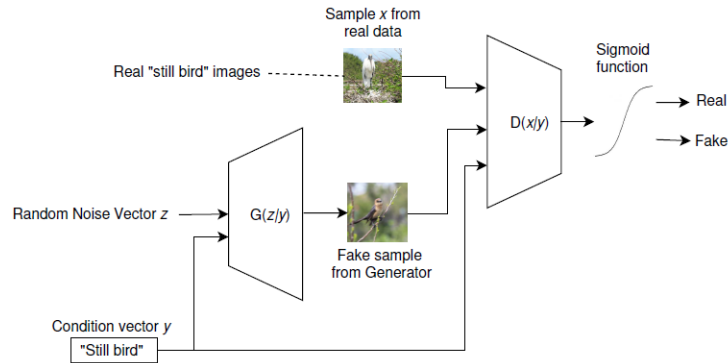 Sample x from
real data
Real "still bird" images
Sigmoid
function
D(x/y)
Real
Fake
G(z/y)
Random Noise Vector z
Fake sample
from Generator
Condition vector y
"Still bird"